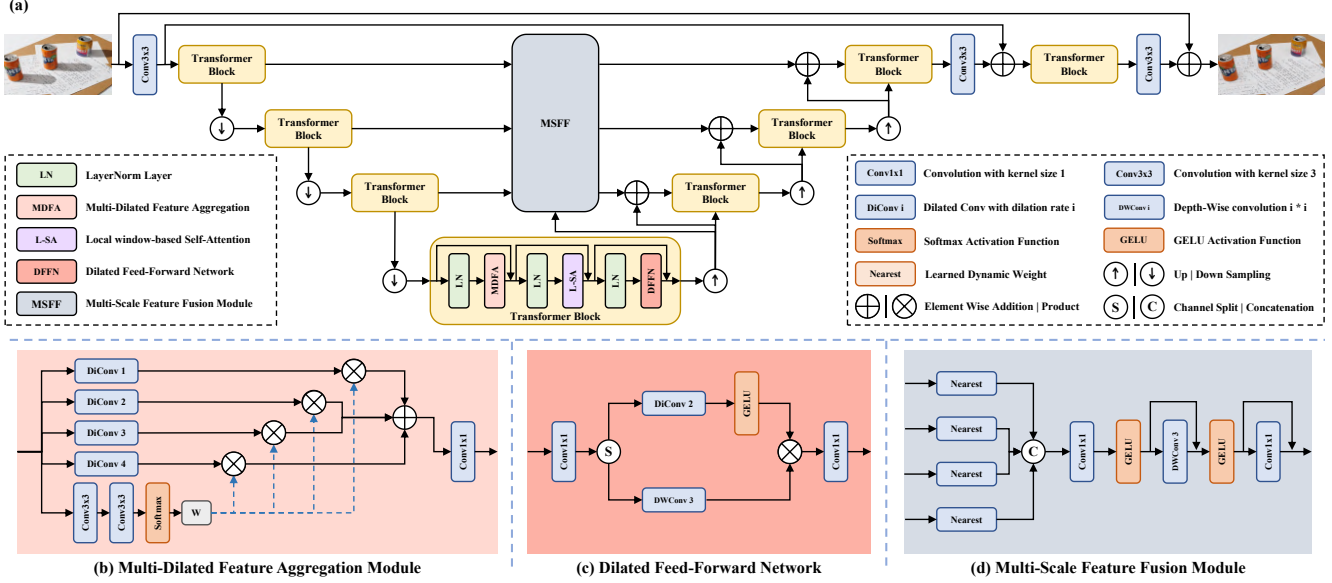 (a)
Conv3x3
Transformer
Block
Transformer
Block
Transformer
Block
MSFF
Transformer
Block
Conv3x3
Transformer
Block
Conv3x3
Transformer
Block
Transformer
Block
LN
MDFA
LN
L-SA
LN
DFFN
Transformer Block
LN
LayerNorm Layer
MDFA
Multi-Dilated Feature Aggregation
L-SA
Local window-based Self-Attention
DFFN
Dilated Feed-Forward Network
MSFF
Multi-Scale Feature Fusion Module
Conv1x1
Convolution with kernel size 1
Conv3x3
Convolution with kernel size 3
DiConv i
Dilated Conv with dilation rate i
DWConv i
Depth-Wise convolution i * i
Softmax
Softmax Activation Function
GELU
GELU Activation Function
Nearest
Learned Dynamic Weight
Up | Down Sampling
Element Wise Addition | Product
S
C
Channel Split | Concatenation
DiConv 1
DiConv 2
DiConv 3
DiConv 4
Conv3x3
Conv3x3
Softmax
W
Conv1x1
(b) Multi-Dilated Feature Aggregation Module
Conv1x1
S
DiConv 2
GELU
DWConv 3
Conv1x1
(c) Dilated Feed-Forward Network
Nearest
Nearest
Nearest
Nearest
C
Conv1x1
GELU
DWConv 3
GELU
Conv1x1
(d) Multi-Scale Feature Fusion Module